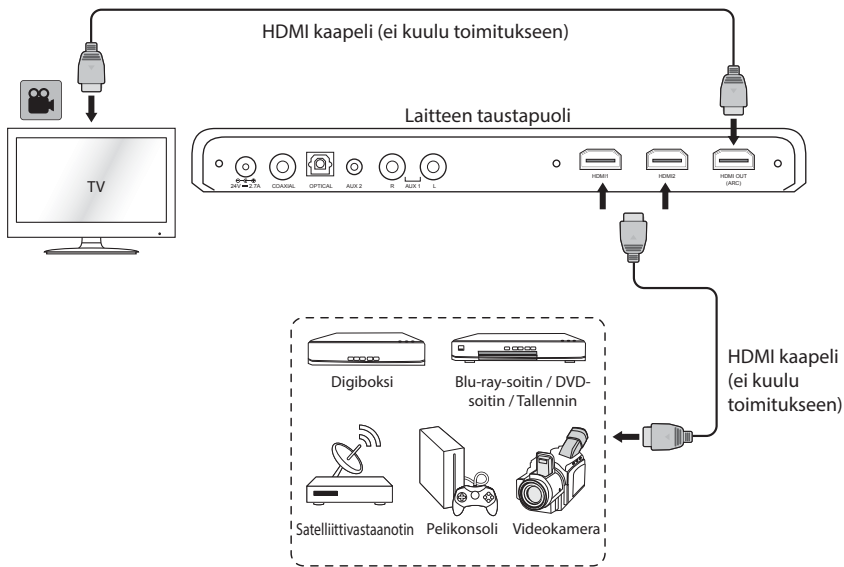 HDMI kaapeli (ei kuulu toimitukseen)
Laitteen taustapuoli
TV
24V ⎓ 2.7A
COAXIAL
OPTICAL
AUX 2
R
AUX 1
L
HDMI1
HDMI2
HDMI OUT
(ARC)
Digiboksi
Blu-ray-soitin / DVD-
soitin / Tallennin
HDMI kaapeli
(ei kuulu
toimitukseen)
Satelliittivastaanotin
Pelikonsoli
Videokamera